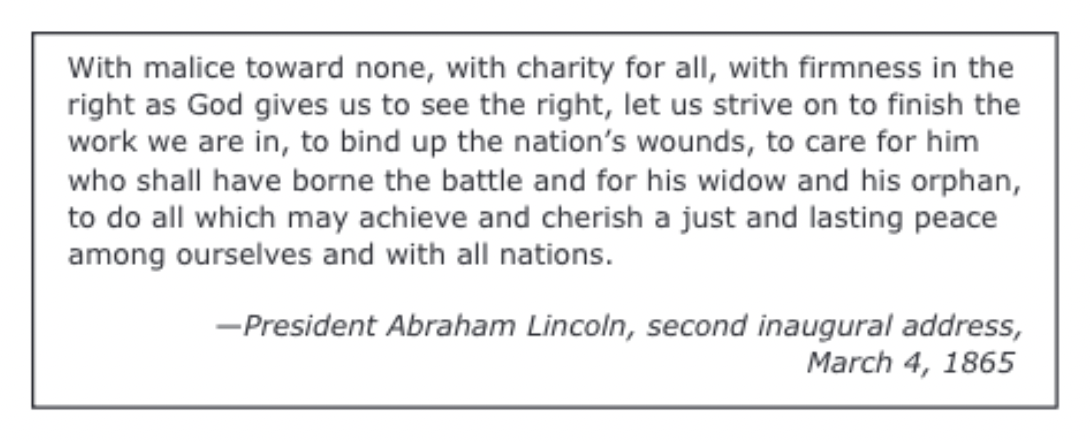 With malice toward none, with charity for all, with firmness in the
right as God gives us to see the right, let us strive on to finish the
work we are in, to bind up the nation’s wounds, to care for him
who shall have borne the battle and for his widow and his orphan,
to do all which may achieve and cherish a just and lasting peace
among ourselves and with all nations.
—President Abraham Lincoln, second inaugural address,
March 4, 1865